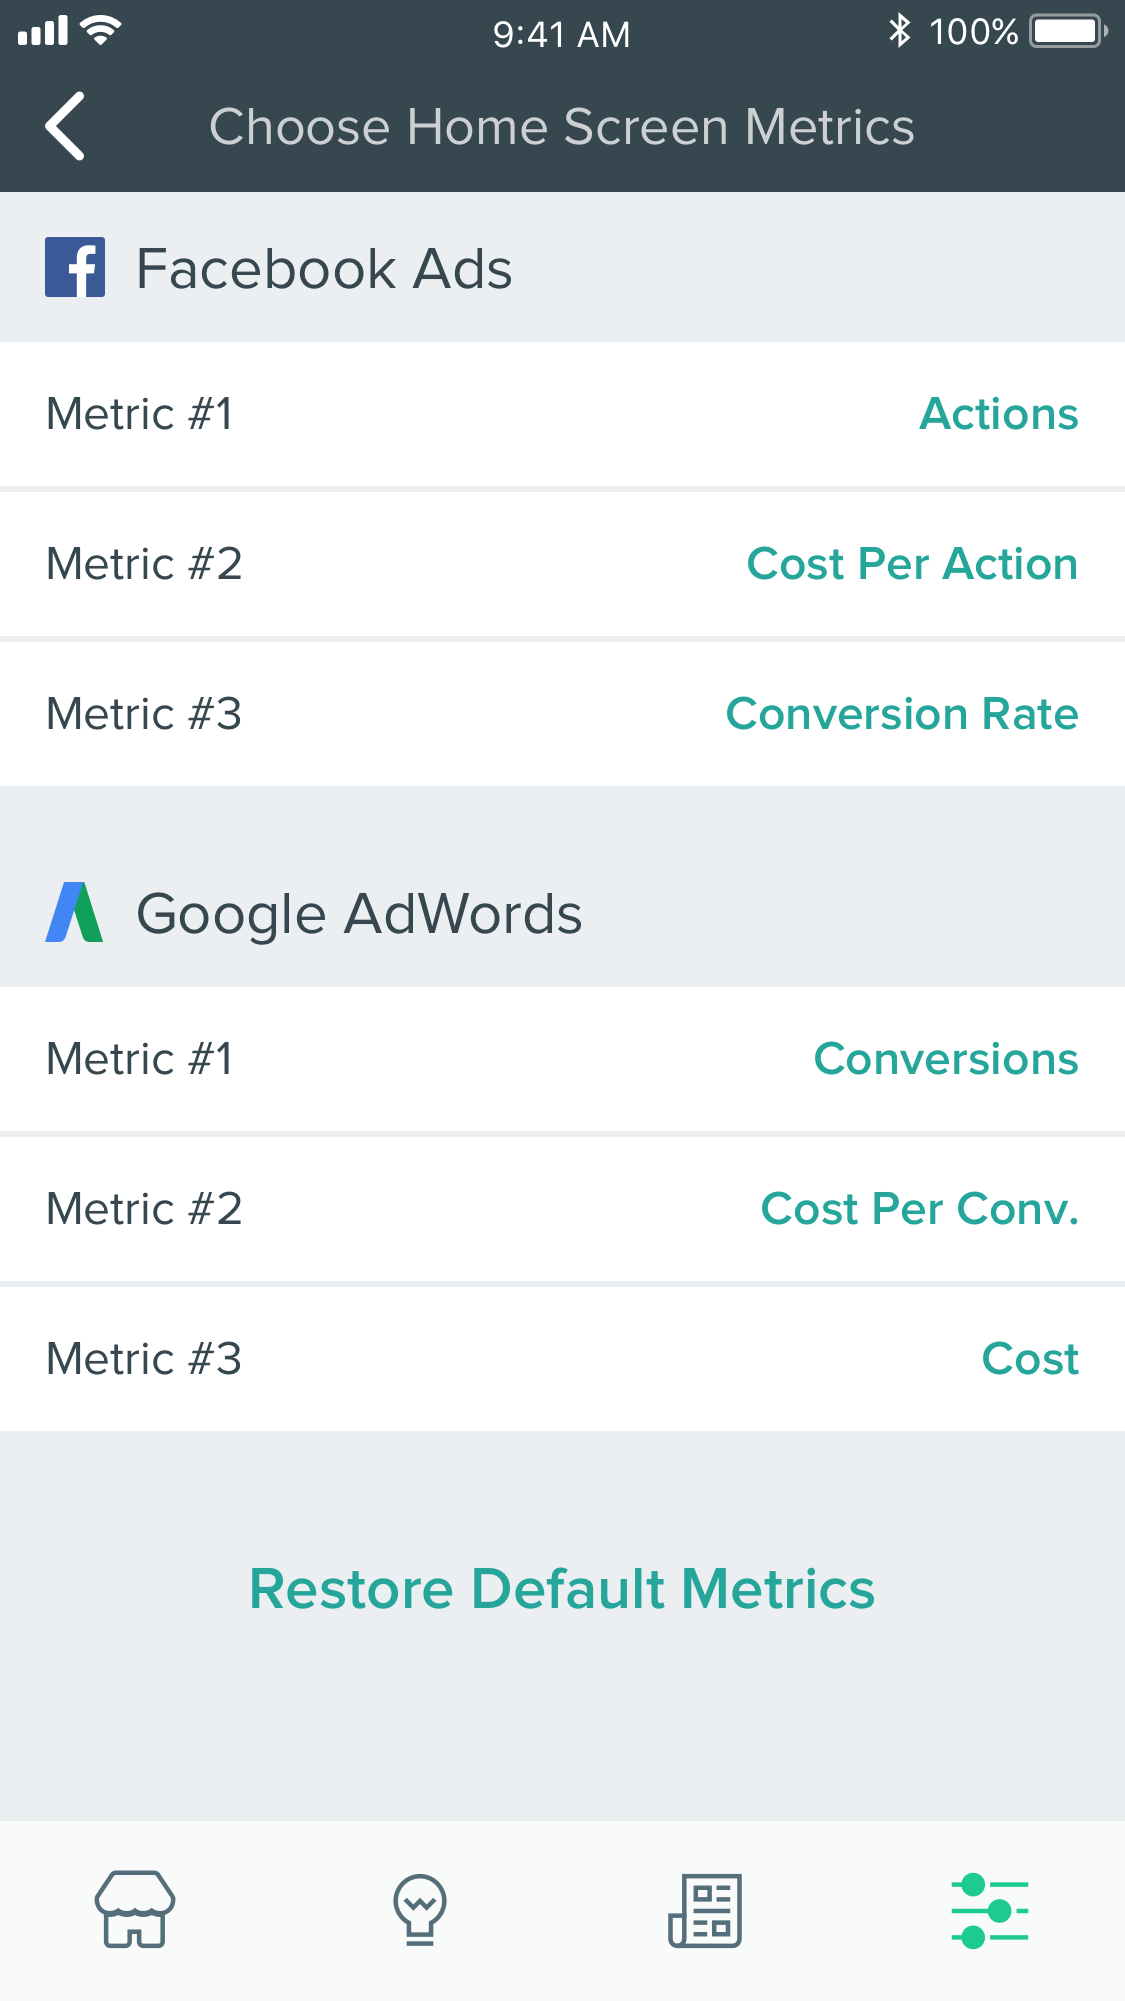 9:41 AM
100%
Choose Home Screen Metrics
Facebook Ads
Metric #1
Actions
Metric #2
Cost Per Action
Metric #3
Conversion Rate
Google AdWords
Metric #1
Conversions
Metric #2
Cost Per Conv.
Metric #3
Cost
Restore Default Metrics